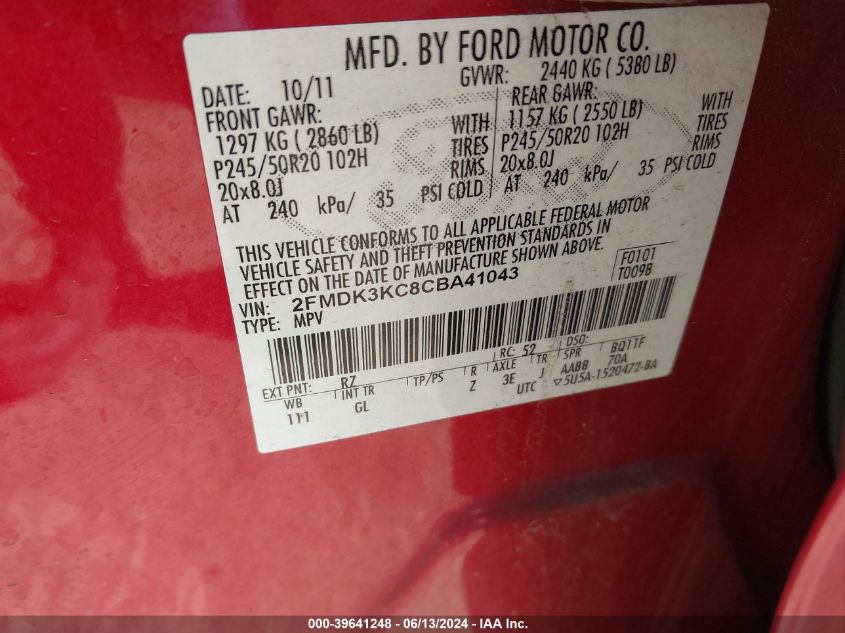 MFD. BY FORD MOTOR CO.
DATE: 10/11 GVWR: 2440 KG ( 5380 LB)
FRONT GAWR: REAR GAWR:
1297 KG ( 2860 LB) WITH 1157 KG ( 2550 LB) WITH
P245/50R20 102H TIRES P245/50R20 102H TIRES
20x8.0J RIMS 20x8.0J RIMS
AT 240 kPa/ 35 PSI COLD AT 240 kPa/ 35 PSI COLD
THIS VEHICLE CONFORMS TO ALL APPLICABLE FEDERAL MOTOR
VEHICLE SAFETY AND THEFT PREVENTION STANDARDS IN
EFFECT ON THE DATE OF MANUFACTURE SHOWN ABOVE.
VIN: 2FMDK3KC8CBA41043 F0101
TYPE: MPV T0098
EXT PNT: RZ RC: 52 DSO:
WB INT TR TP/PS R AXLE TR SPR BQ11F
111 GL Z 3E J AABB 70A
UTC ▽5U5A-1520472-BA
000-39641248 - 06/13/2024 - IAA Inc.